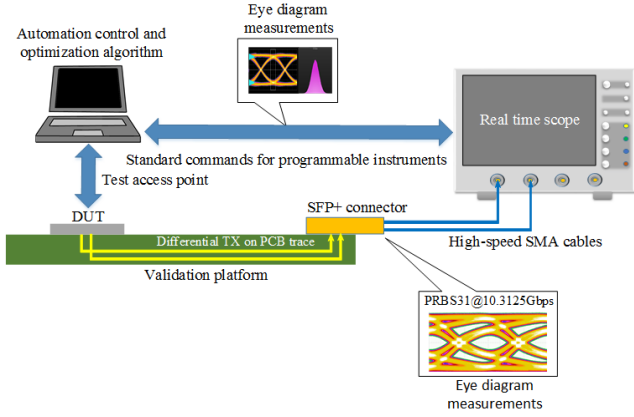 Eye diagram
measurements
Automation control and
optimization algorithm
Real time scope
Standard commands for programmable instruments
Test access point
DUT
SFP+ connector
Differential TX on PCB trace
High-speed SMA cables
Validation platform
PRBS31@10.3125Gbps
Eye diagram
measurements